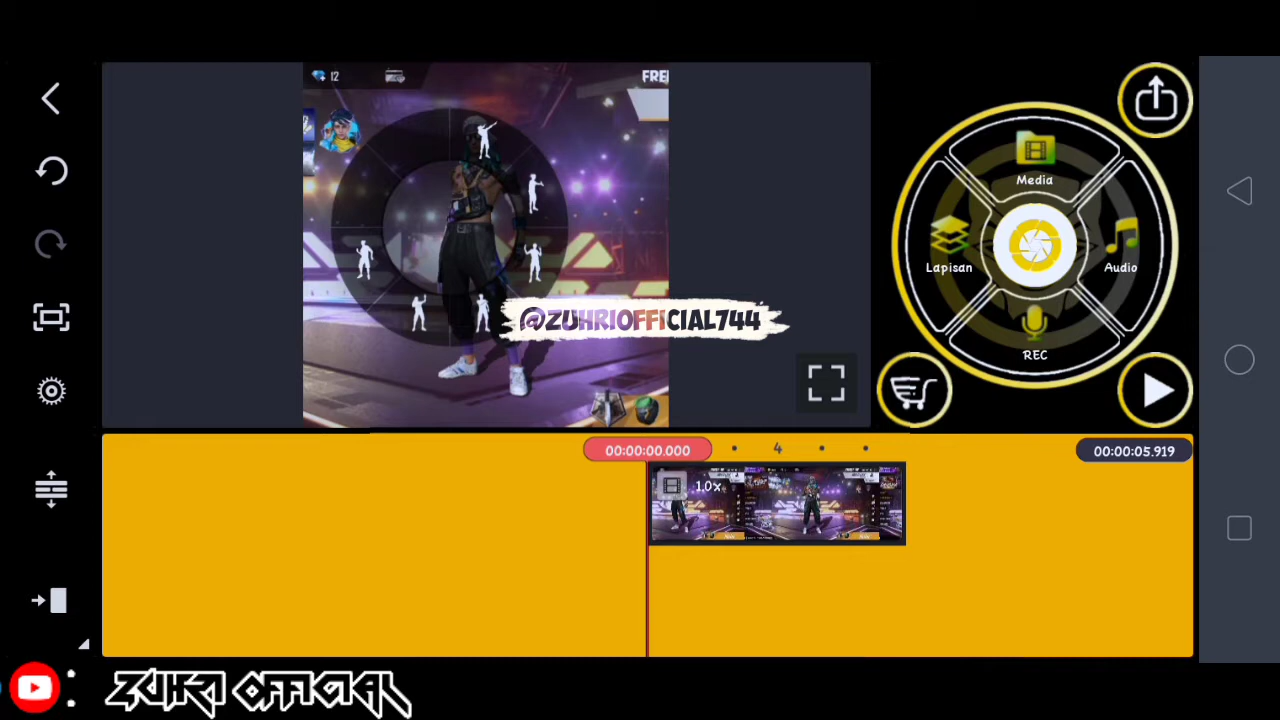 12
FREE
Media
Lapisan
Audio
REC
@ZUHRIOFFICIAL744
00:00:00.000
4
00:00:05.919
1.0x
:
ZUHRI OFFICIAL